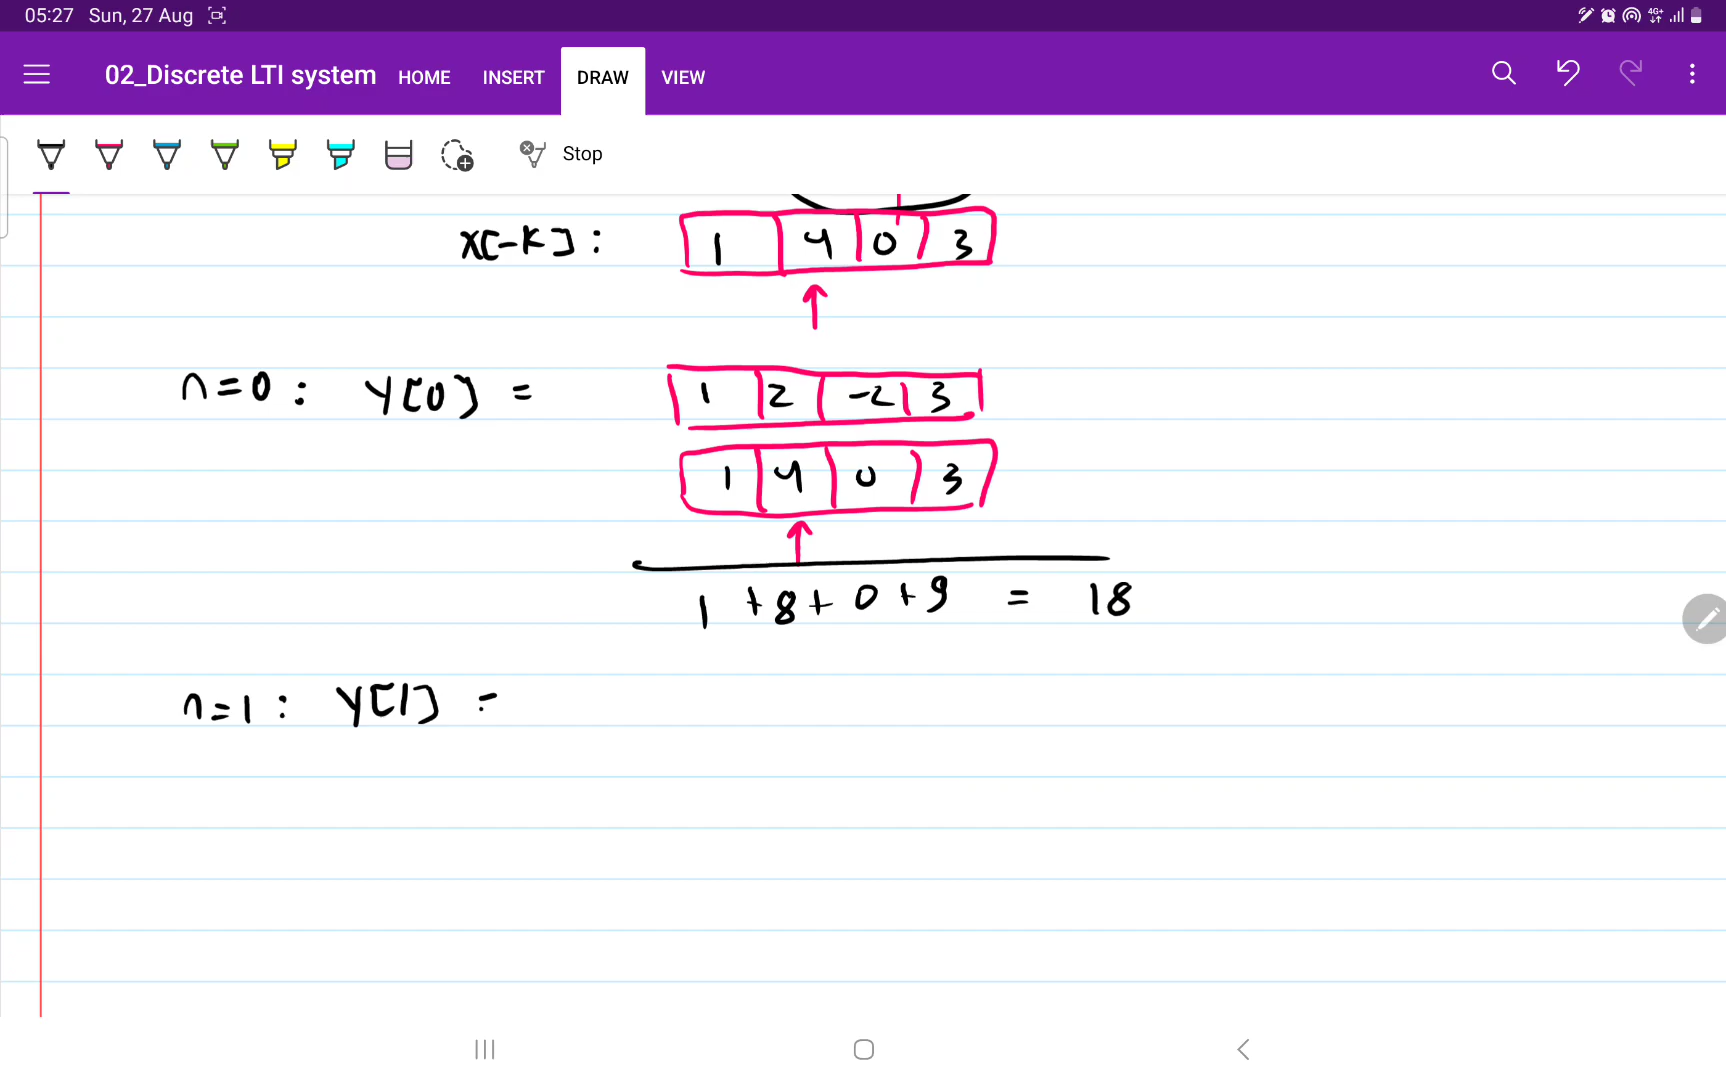 05:27 Sun, 27 Aug 4G+
02_Discrete LTI system HOME INSERT DRAW VIEW
Stop
x[-k] : 1 4 0 3
n=0 : y[0] = 1 2 -2 3
1 4 0 3
1 + 8 + 0 + 9 = 18
n=1 : y[1] =